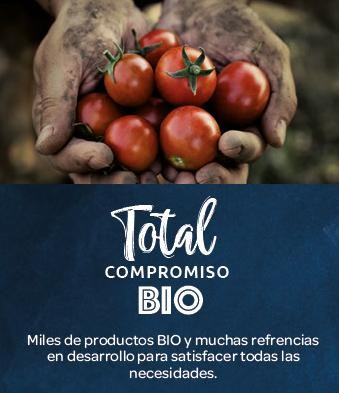 Total
COMPROMISO
BIO
Miles de productos BIO y muchas refrencias
en desarrollo para satisfacer todas las
necesidades.